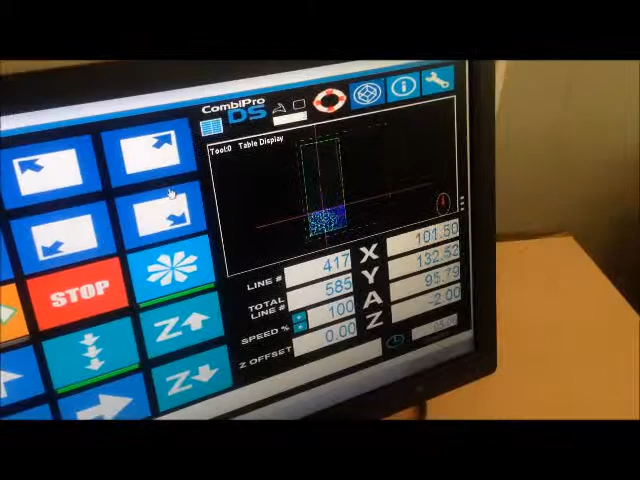 CombiPro
DS
Tool:0 Table Display
STOP
Z
Z
LINE # 417
TOTAL LINE # 585
SPEED % 100
Z OFFSET 0.00
X 101.50
Y 132.52
A 95.79
Z -2.00